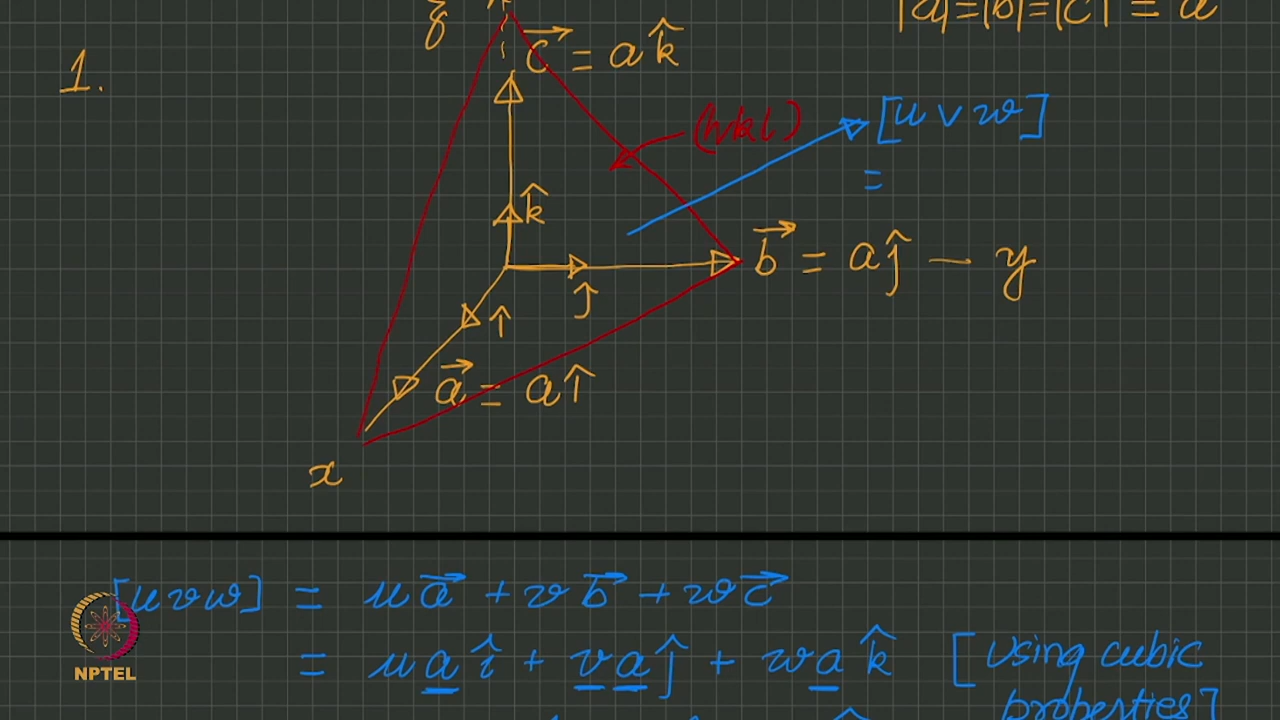 |a|=|b|=|c| = a
z
c⃗ = a k̂
1.
(hkl)
[u v w]
=
k̂
b⃗ = a ĵ — y
ĵ
î
a⃗ = a î
x
[u v w] = u a⃗ + v b⃗ + w c⃗
= u a î + v a ĵ + w a k̂ [using cubic
properties]
NPTEL